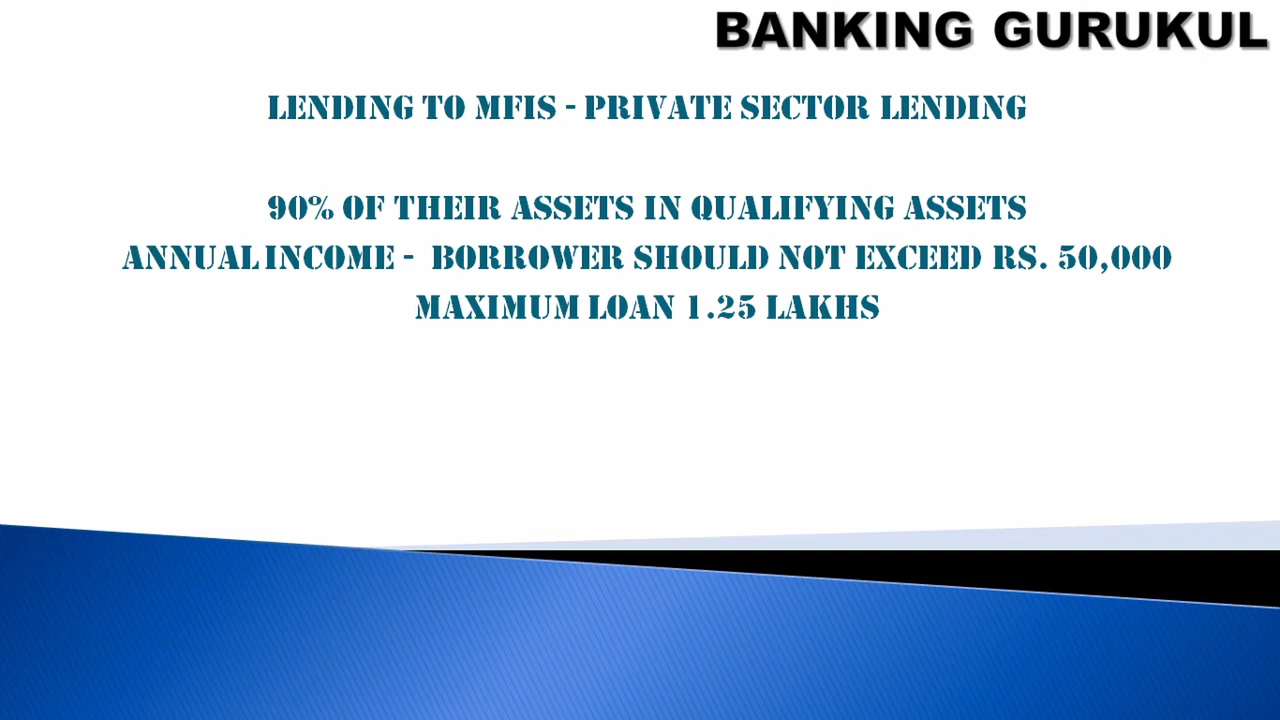 BANKING GURUKUL
LENDING TO MFIS - PRIVATE SECTOR LENDING
90% OF THEIR ASSETS IN QUALIFYING ASSETS
ANNUAL INCOME - BORROWER SHOULD NOT EXCEED RS. 50,000
MAXIMUM LOAN 1.25 LAKHS